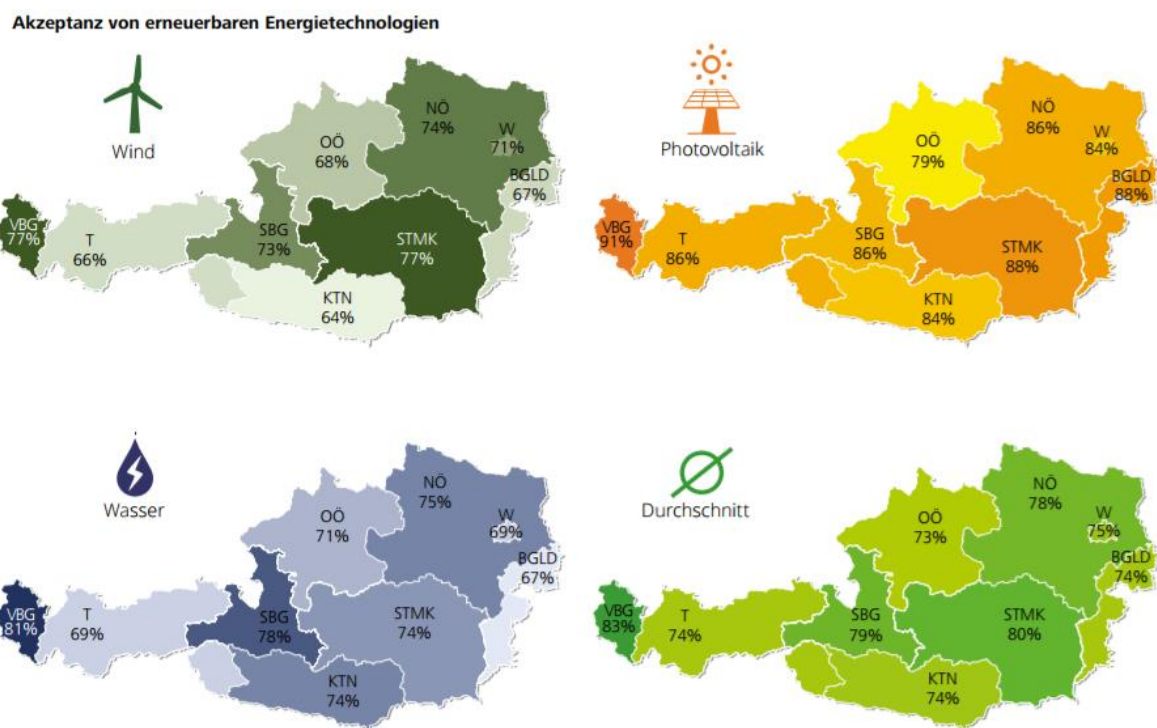 Akzeptanz von erneuerbaren Energietechnologien
Wind
OÖ
68%
NÖ
74%
W
71%
BGLD
67%
VBG
77%
T
66%
SBG
73%
STMK
77%
KTN
64%
Photovoltaik
OÖ
79%
NÖ
86%
W
84%
BGLD
88%
VBG
91%
T
86%
SBG
86%
STMK
88%
KTN
84%
Wasser
OÖ
71%
NÖ
75%
W
69%
BGLD
67%
VBG
81%
T
69%
SBG
78%
STMK
74%
KTN
74%
Durchschnitt
OÖ
73%
NÖ
78%
W
75%
BGLD
74%
VBG
83%
T
74%
SBG
79%
STMK
80%
KTN
74%